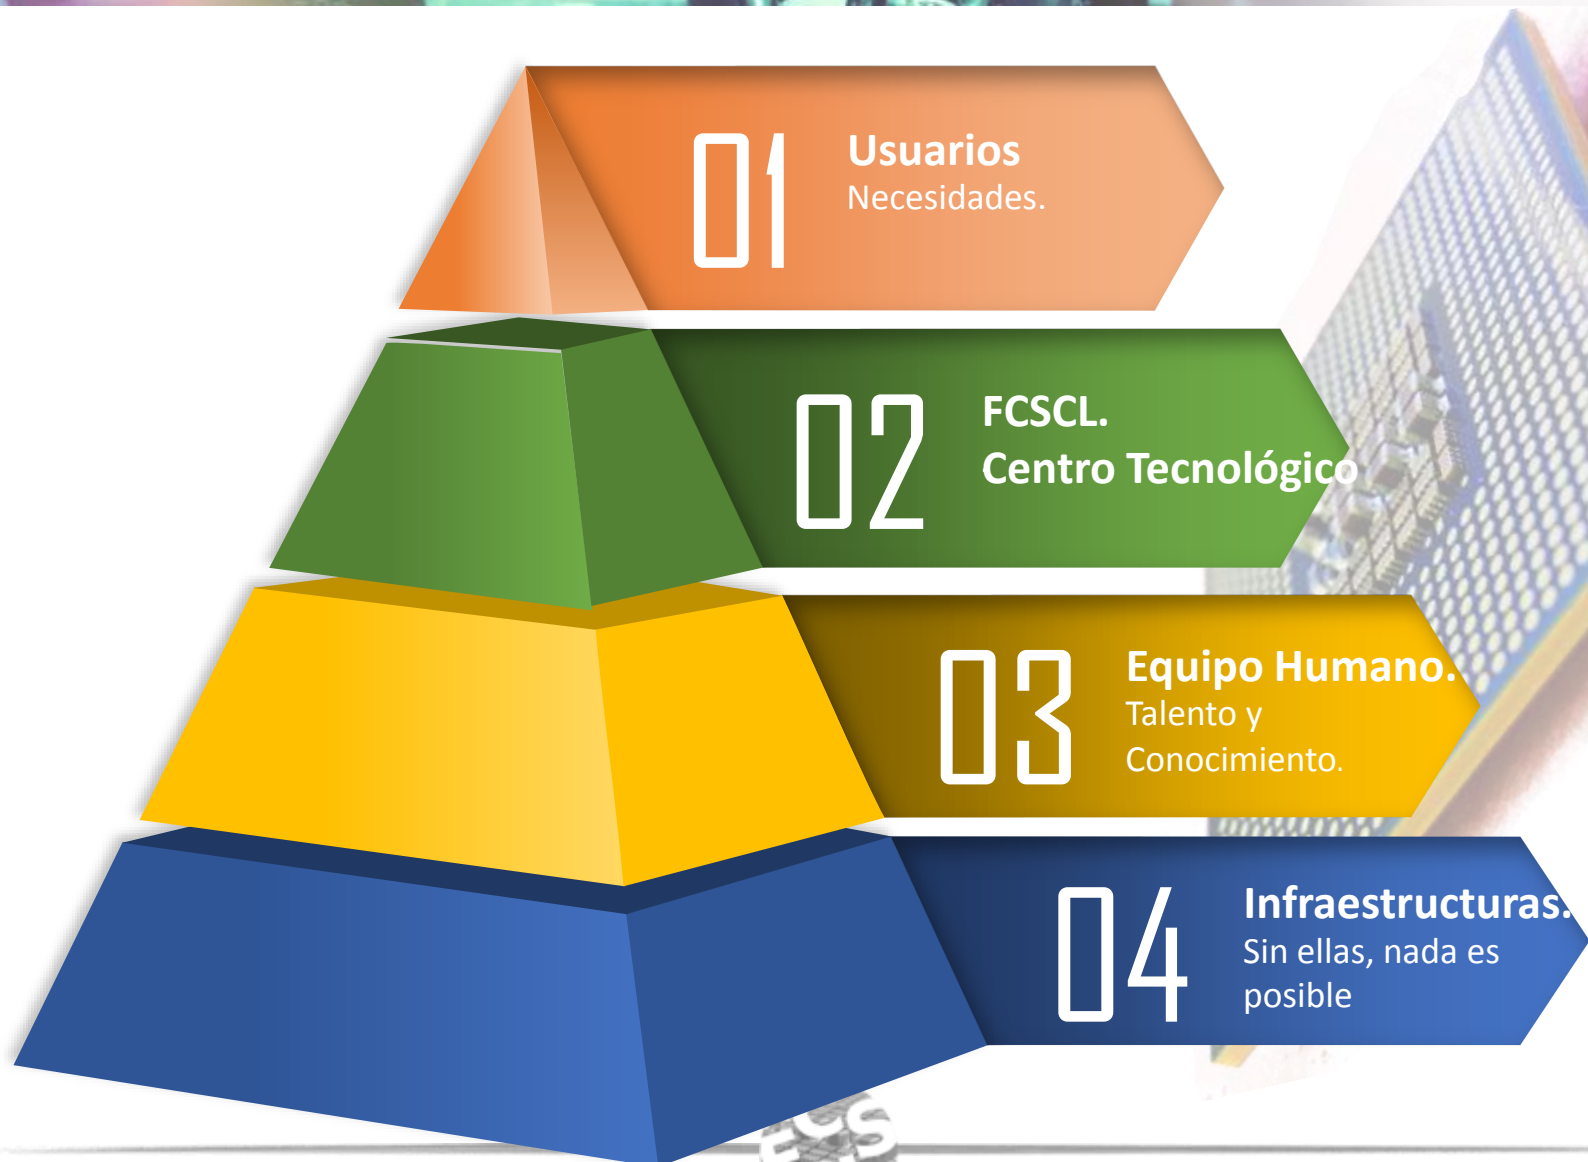 01
Usuarios
Necesidades.
02
FCSCL.
Centro Tecnológico
03
Equipo Humano.
Talento y
Conocimiento.
04
Infraestructuras.
Sin ellas, nada es
posible